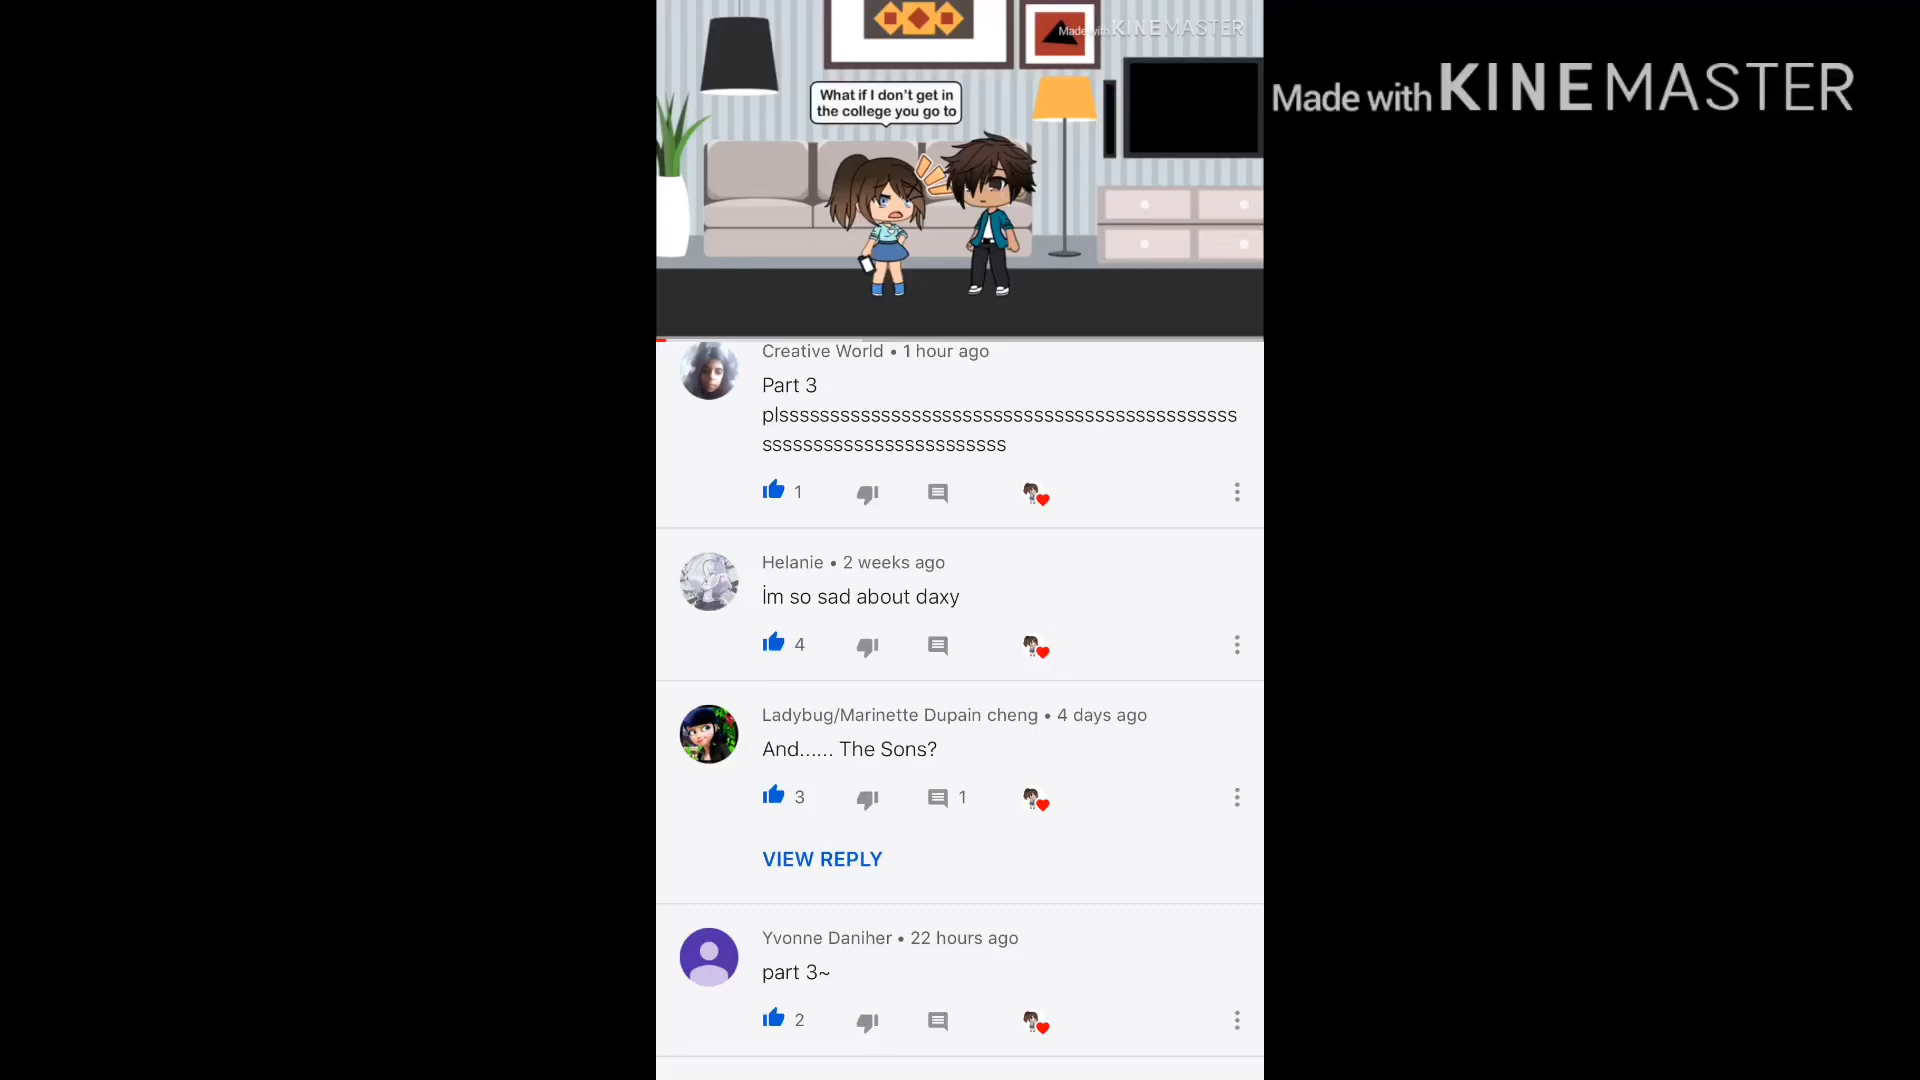 Made with KINEMASTER
Made with KINEMASTER
What if I don't get in
the college you go to
Creative World • 1 hour ago
Part 3
plsssssssssssssssssssssssssssssssssssssssssssss
ssssssssssssssssssssssss
1
Helanie • 2 weeks ago
İm so sad about daxy
4
Ladybug/Marinette Dupain cheng • 4 days ago
And...... The Sons?
3 1
VIEW REPLY
Yvonne Daniher • 22 hours ago
part 3~
2